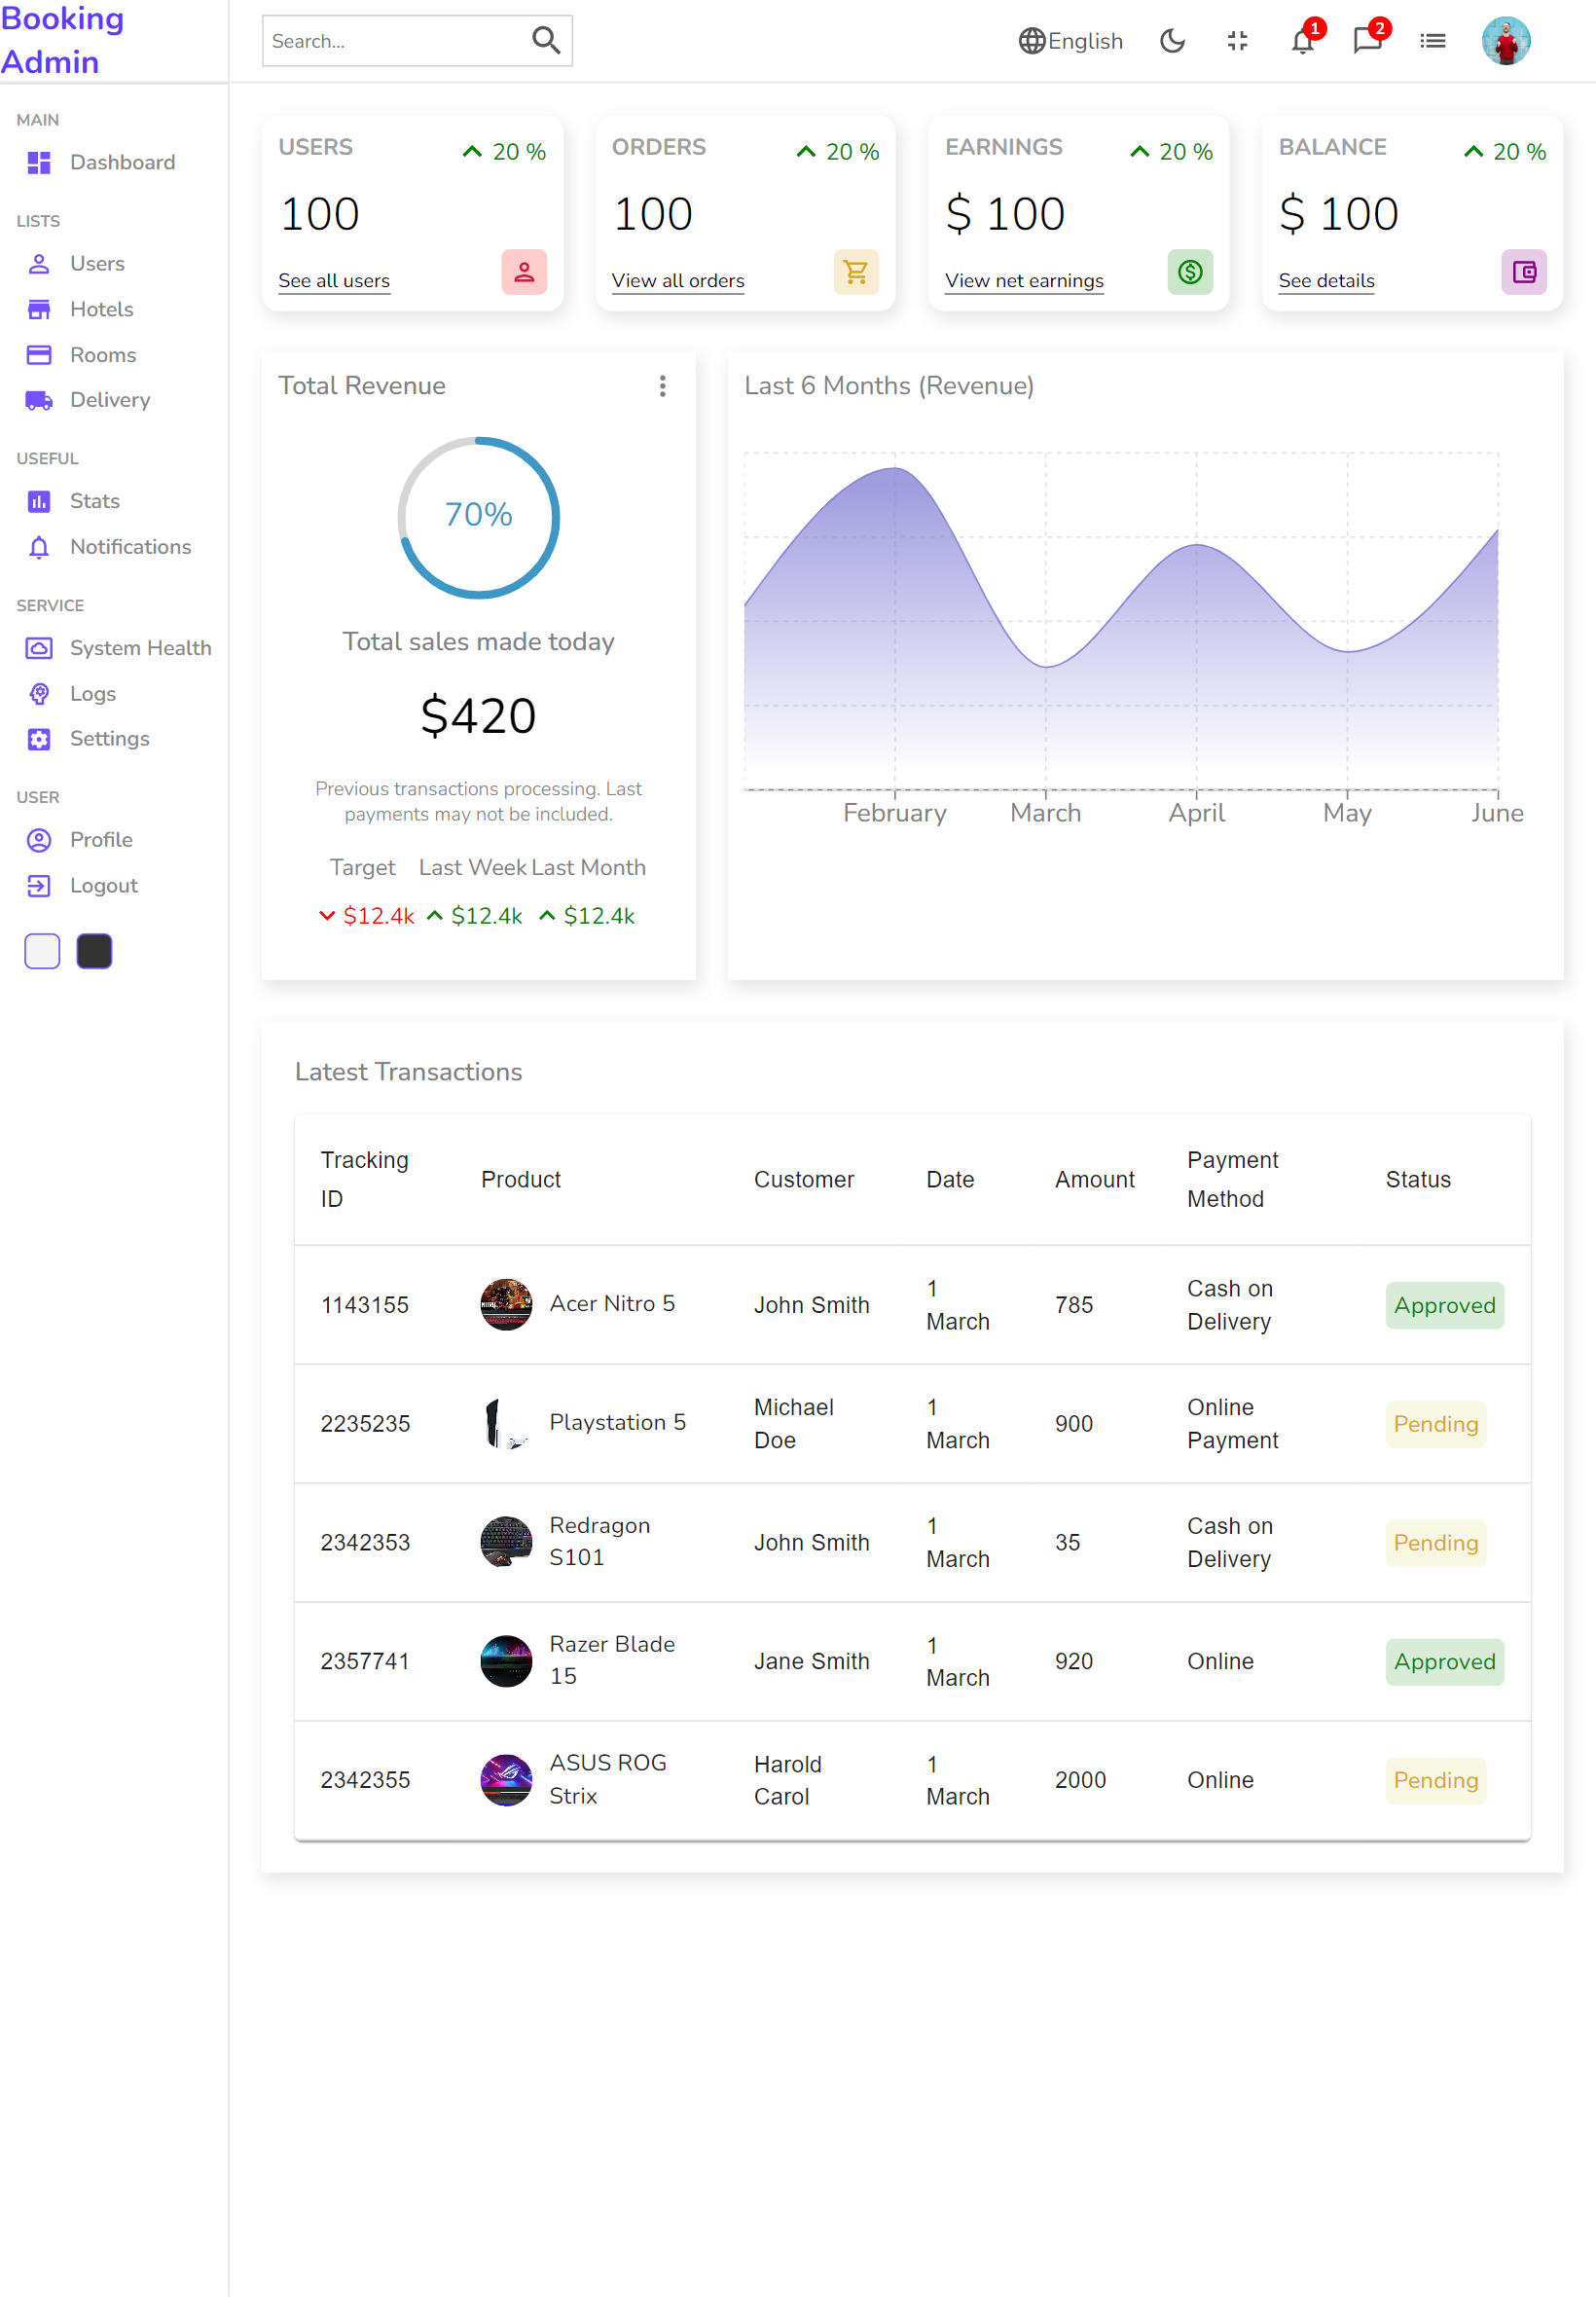 Booking
Admin
Search...
English
1
2
MAIN
Dashboard
LISTS
Users
Hotels
Rooms
Delivery
USEFUL
Stats
Notifications
SERVICE
System Health
Logs
Settings
USER
Profile
Logout
USERS
20 %
100
See all users
ORDERS
20 %
100
View all orders
EARNINGS
20 %
$ 100
View net earnings
BALANCE
20 %
$ 100
See details
Total Revenue
70%
Total sales made today
$420
Previous transactions processing. Last
payments may not be included.
Target Last Week Last Month
$12.4k $12.4k $12.4k
Last 6 Months (Revenue)
February March April May June
Latest Transactions
Tracking
ID
Product
Customer
Date
Amount
Payment
Method
Status
1143155
Acer Nitro 5
John Smith
1
March
785
Cash on
Delivery
Approved
2235235
Playstation 5
Michael
Doe
1
March
900
Online
Payment
Pending
2342353
Redragon
S101
John Smith
1
March
35
Cash on
Delivery
Pending
2357741
Razer Blade
15
Jane Smith
1
March
920
Online
Approved
2342355
ASUS ROG
Strix
Harold
Carol
1
March
2000
Online
Pending